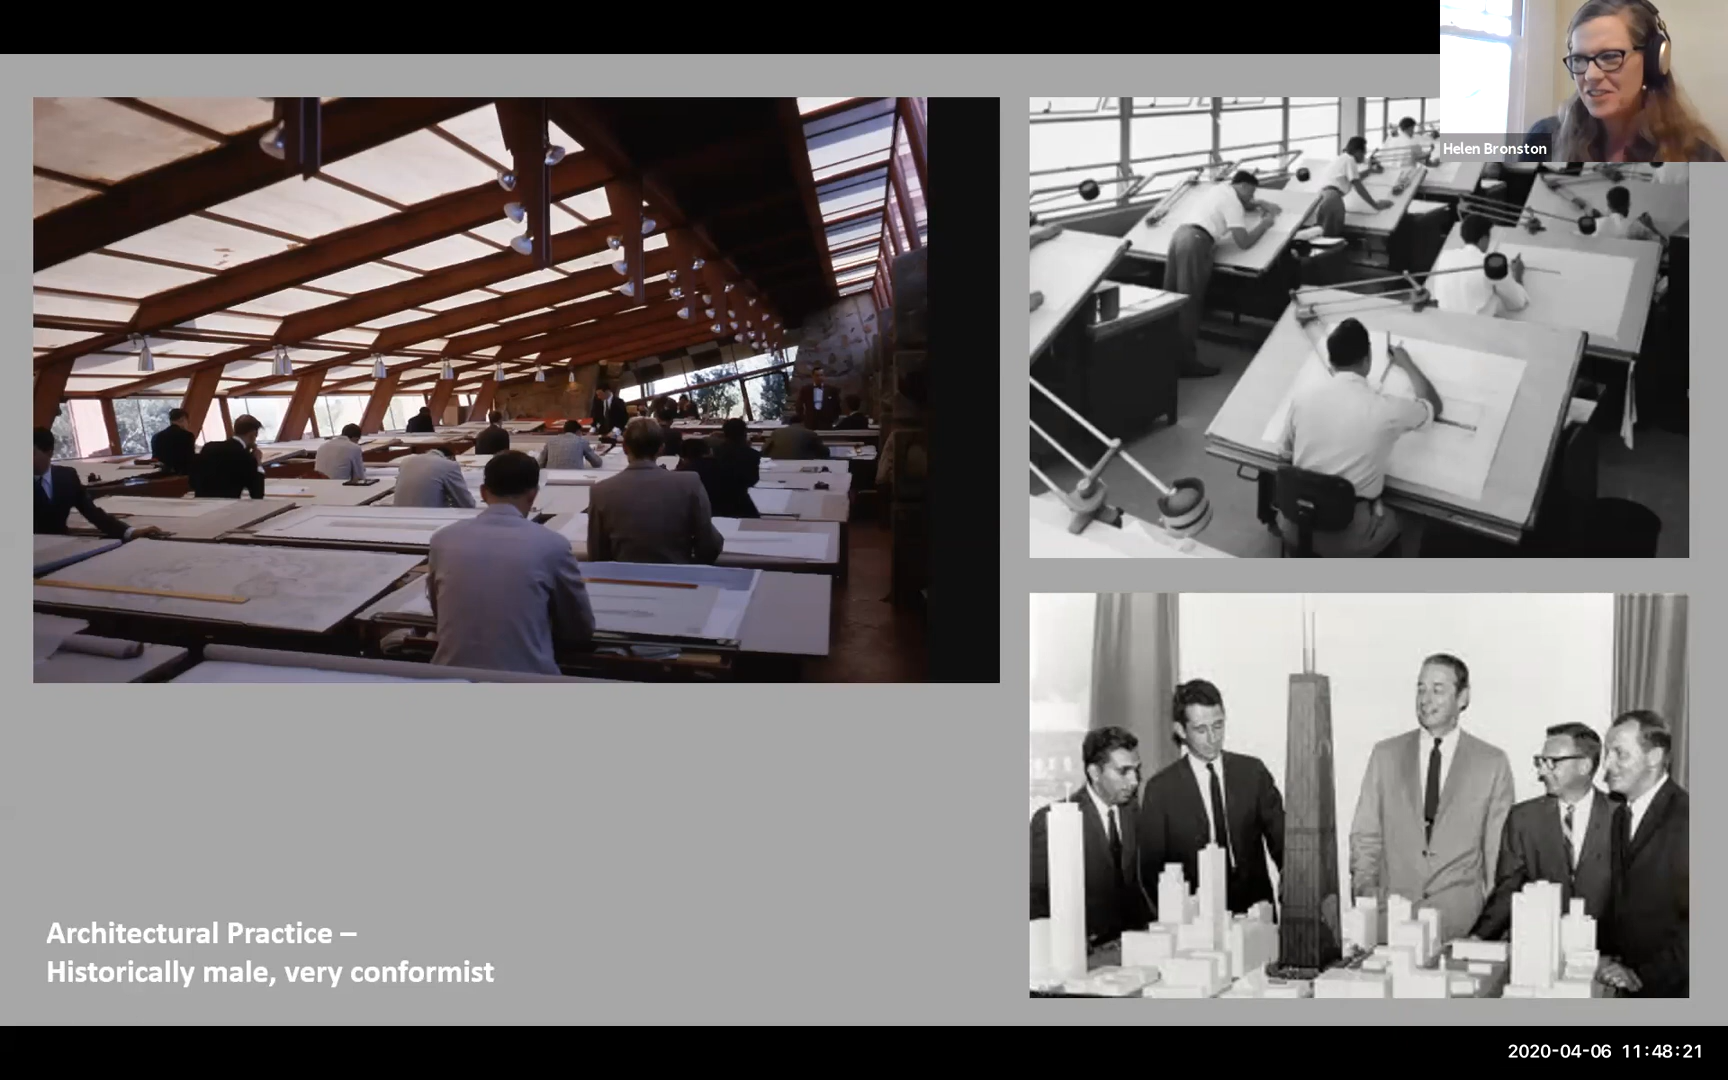 Helen Bronston
Architectural Practice –
Historically male, very conformist
2020-04-06 11:48:21